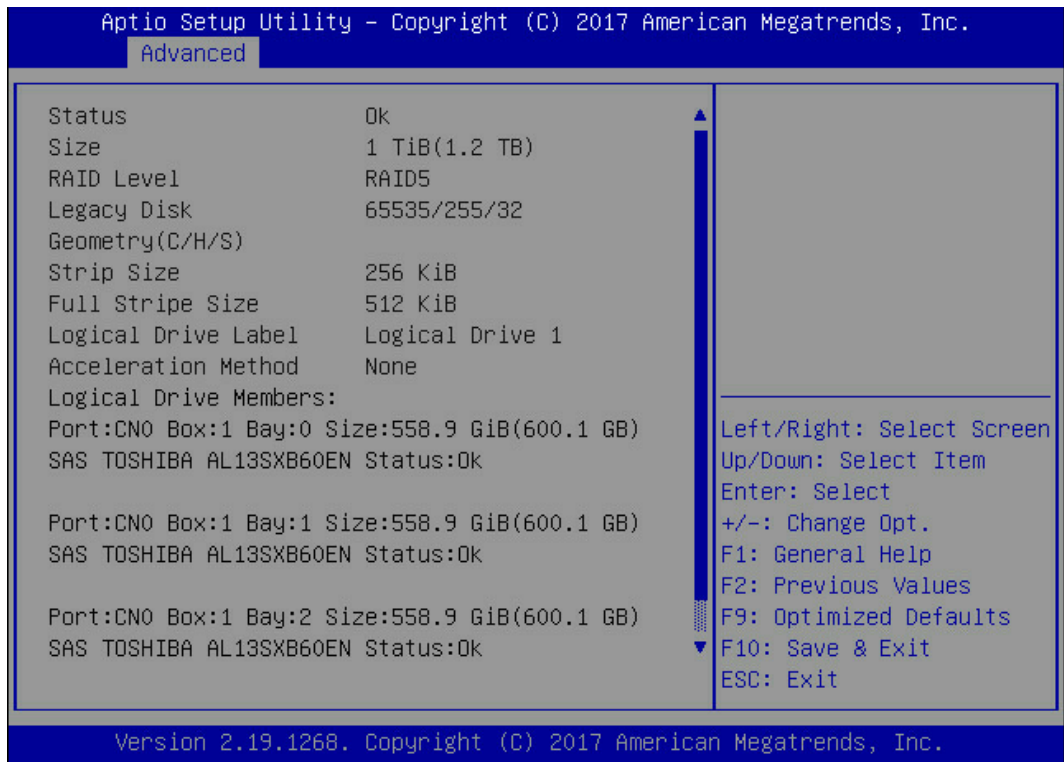 Aptio Setup Utility – Copyright (C) 2017 American Megatrends, Inc.
Advanced
Status Ok
Size 1 TiB(1.2 TB)
RAID Level RAID5
Legacy Disk 65535/255/32
Geometry(C/H/S)
Strip Size 256 KiB
Full Stripe Size 512 KiB
Logical Drive Label Logical Drive 1
Acceleration Method None
Logical Drive Members:
Port:CN0 Box:1 Bay:0 Size:558.9 GiB(600.1 GB)
SAS TOSHIBA AL13SXB60EN Status:Ok
Port:CN0 Box:1 Bay:1 Size:558.9 GiB(600.1 GB)
SAS TOSHIBA AL13SXB60EN Status:Ok
Port:CN0 Box:1 Bay:2 Size:558.9 GiB(600.1 GB)
SAS TOSHIBA AL13SXB60EN Status:Ok
Left/Right: Select Screen
Up/Down: Select Item
Enter: Select
+/-: Change Opt.
F1: General Help
F2: Previous Values
F9: Optimized Defaults
F10: Save & Exit
ESC: Exit
Version 2.19.1268. Copyright (C) 2017 American Megatrends, Inc.